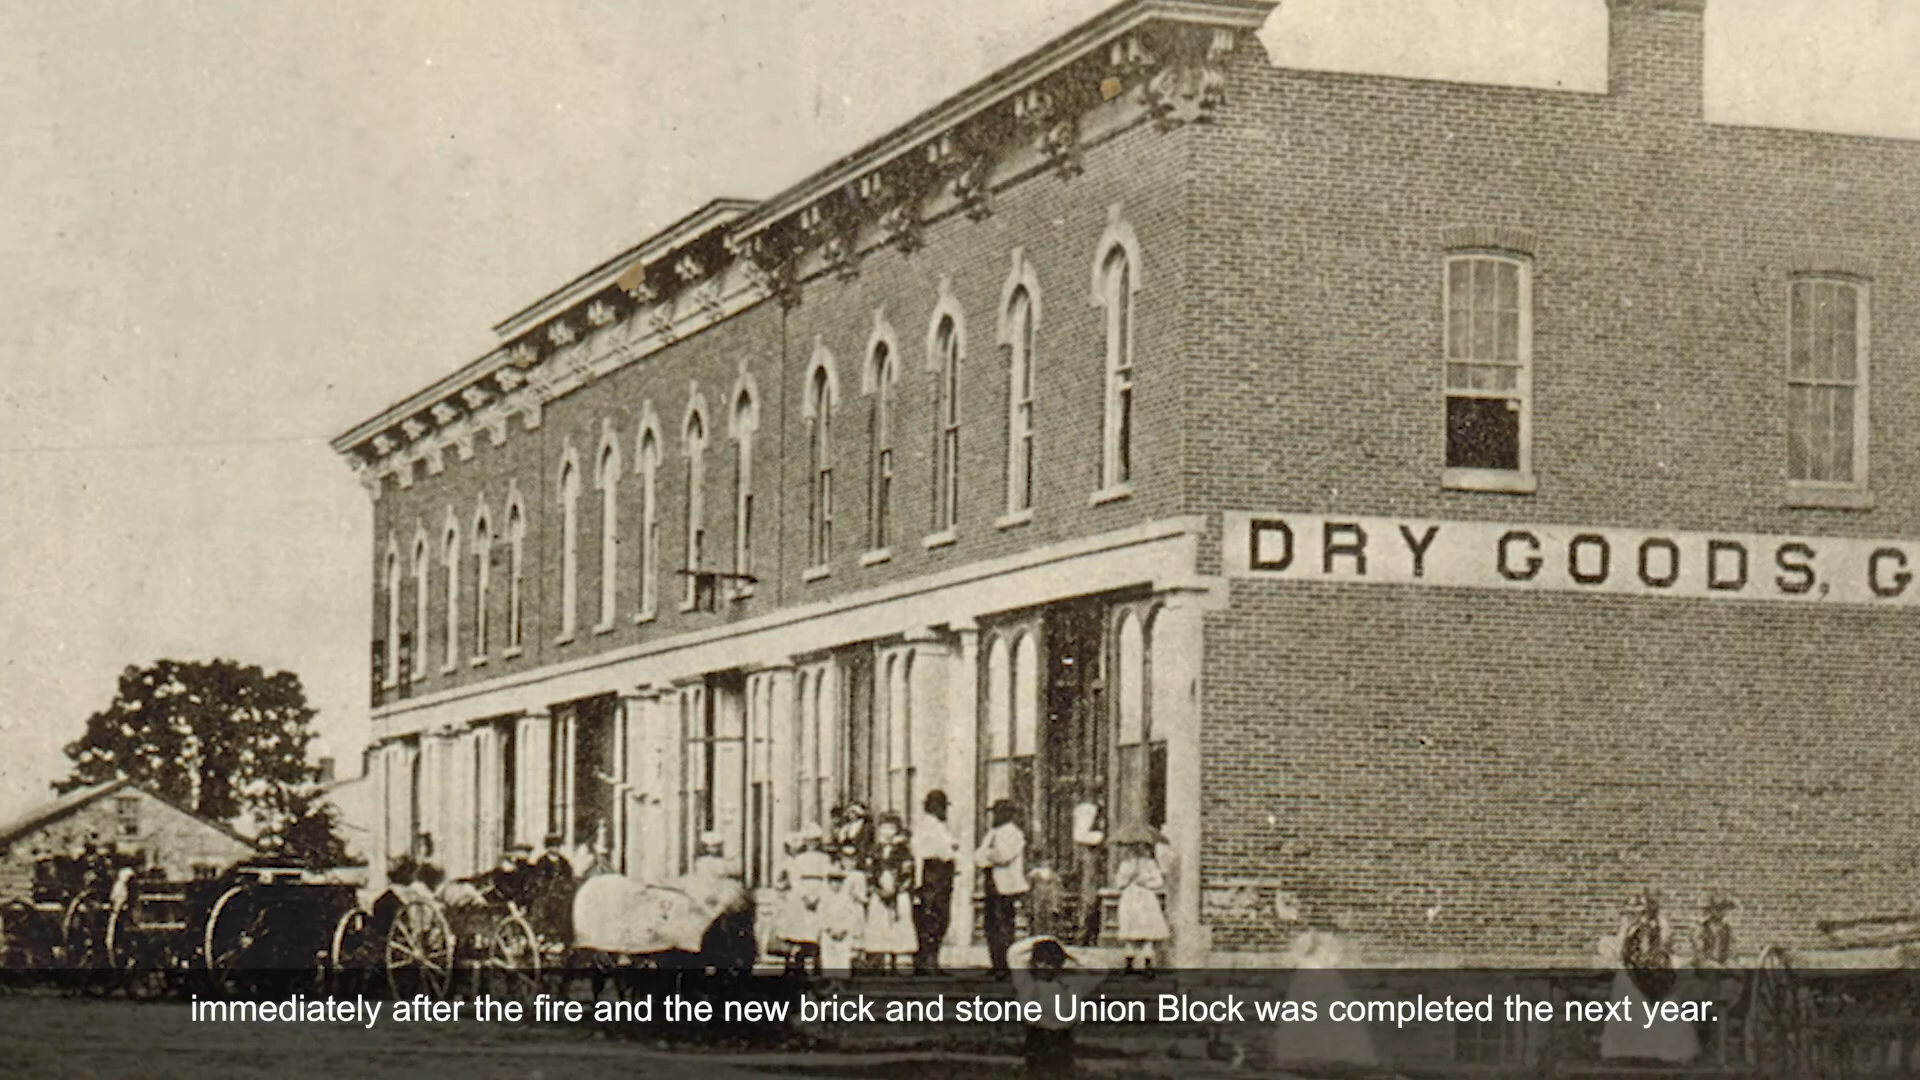 DRY GOODS, G
immediately after the fire and the new brick and stone Union Block was completed the next year.